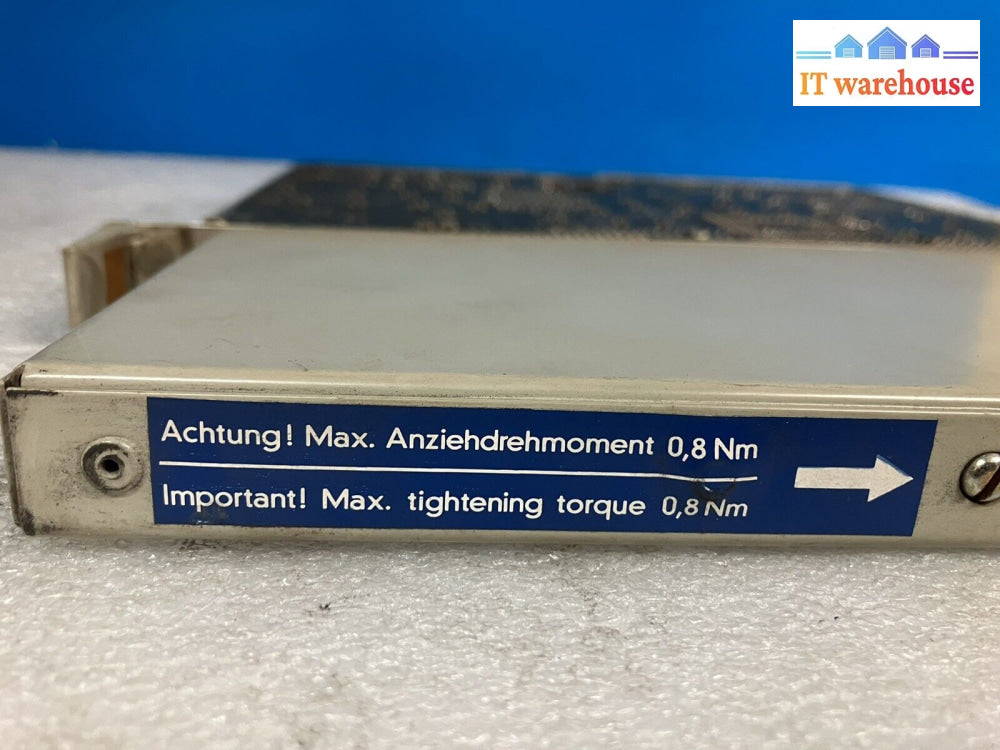 IT warehouse
Achtung! Max. Anziehdrehmoment 0,8 Nm
Important! Max. tightening torque 0,8 Nm